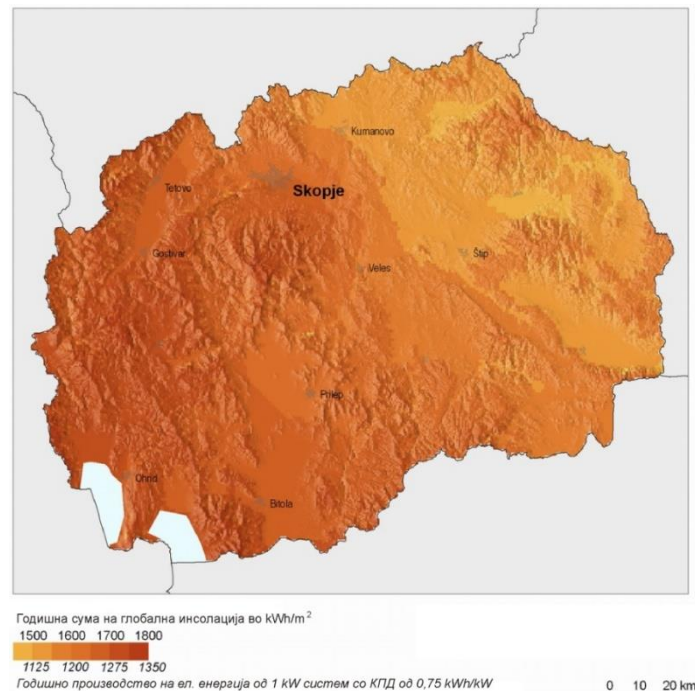 Kumanovo
Tetovo
Skopje
Gostivar
Štip
Veles
Prilep
Ohrid
Bitola
Годишна сума на глобална инсолација во kWh/m²
1500 1600 1700 1800
1125 1200 1275 1350
Годишно производство на ел. енергија од 1 kW систем со КПД од 0,75 kWh/kW
0 10 20 km